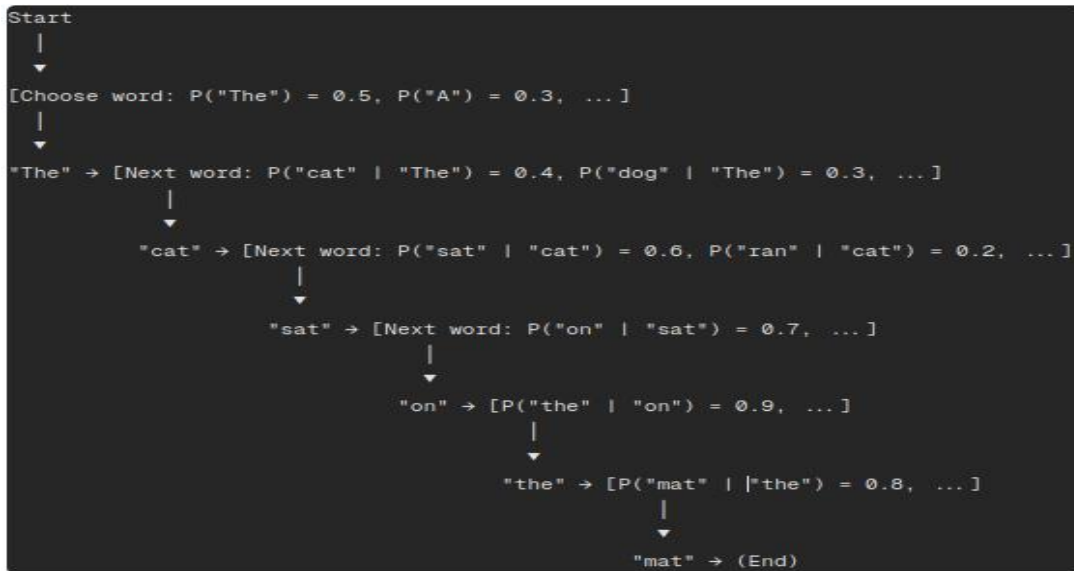 Start
|
▼
[Choose word: P("The") = 0.5, P("A") = 0.3, ...]
|
▼
"The" → [Next word: P("cat" | "The") = 0.4, P("dog" | "The") = 0.3, ...]
|
▼
"cat" → [Next word: P("sat" | "cat") = 0.6, P("ran" | "cat") = 0.2, ...]
|
▼
"sat" → [Next word: P("on" | "sat") = 0.7, ...]
|
▼
"on" → [P("the" | "on") = 0.9, ...]
|
▼
"the" → [P("mat" | "the") = 0.8, ...]
|
▼
"mat" → (End)